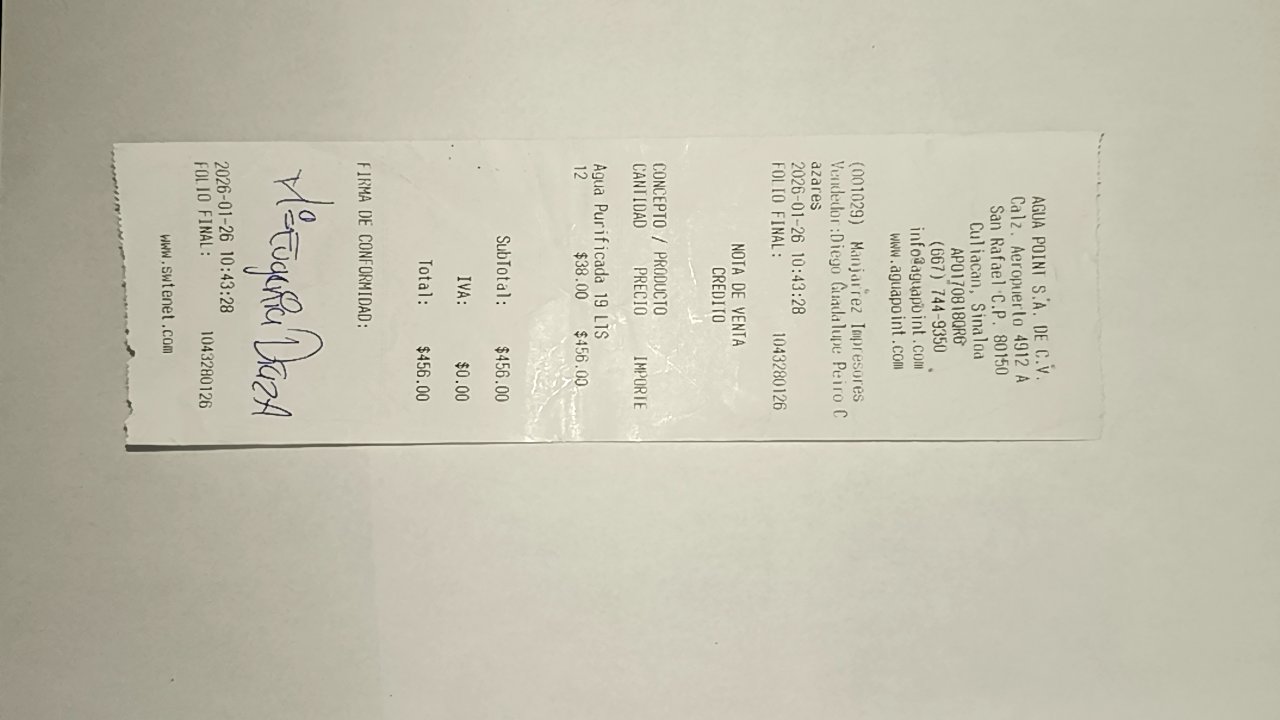 AGUA POINT S.A. DE C.V.
Calz. Aeropuerto 4912 A
San Rafael C.P. 80150
Culiacan, Sinaloa
APO170818QR6
(667) 744-9350
info@aguapoint.com
www.aguapoint.com
(001029) Manjarrez Impresores
Vendedor:Diego Guadalupe Peiro C
azares
2026-01-26 10:43:28
FOLIO FINAL: 1043280126
NOTA DE VENTA
CREDITO
CONCEPTO / PRODUCTO
CANTIDAD PRECIO IMPORTE
Agua Purificada 19 LTS
12 $38.00 $456.00
SubTotal: $456.00
IVA: $0.00
Total: $456.00
FIRMA DE CONFORMIDAD:
2026-01-26 10:43:28
FOLIO FINAL: 1043280126
www.swtenet.com